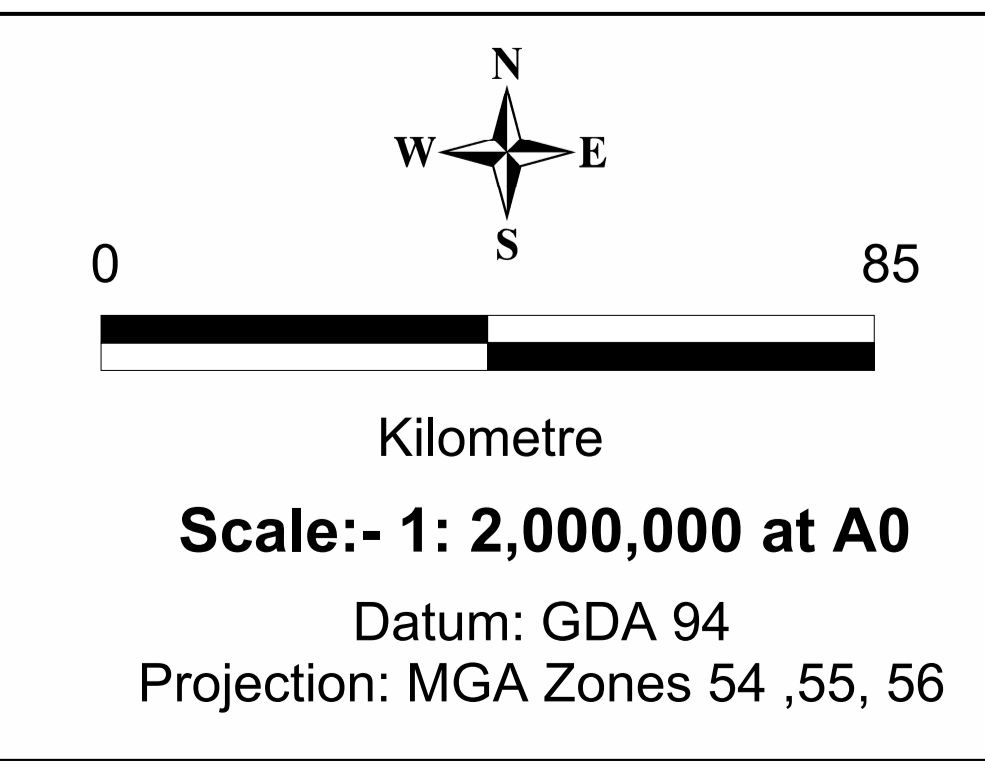 N
W E
S
0 85
Kilometre
Scale:- 1: 2,000,000 at A0
Datum: GDA 94
Projection: MGA Zones 54 ,55, 56